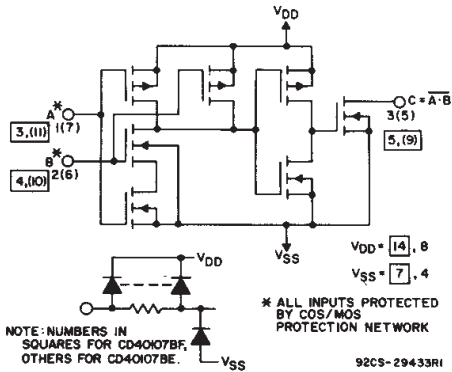 VDD
A*
1(7)
3,(11)
B*
2(6)
4,(10)
C = A·B
3(5)
5,(9)
VSS
VDD = 14, 8
VSS = 7, 4
VDD
VSS
* ALL INPUTS PROTECTED
BY COS/MOS
PROTECTION NETWORK
NOTE: NUMBERS IN
SQUARES FOR CD40107BF,
OTHERS FOR CD40107BE.
92CS-29433R1